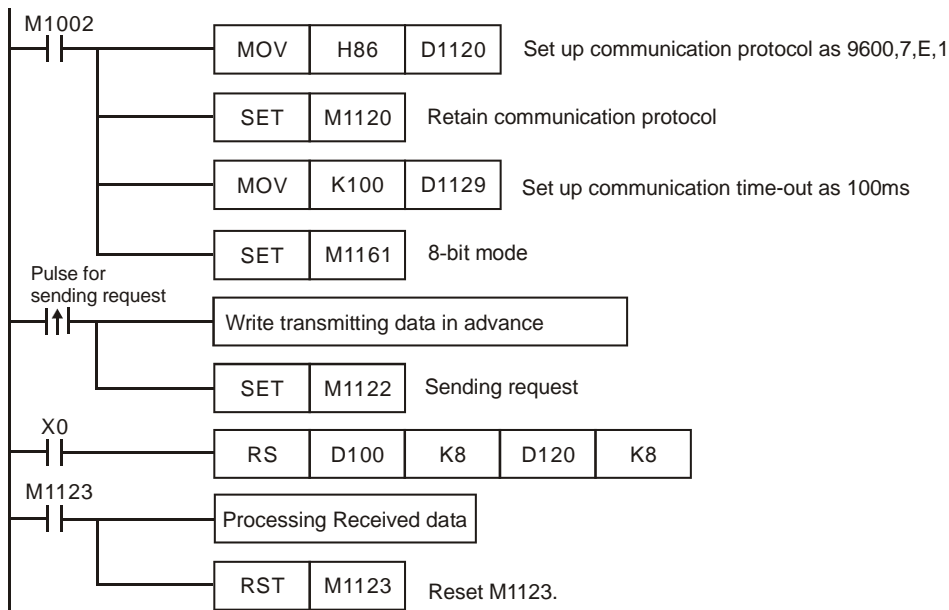 M1002
MOV H86 D1120 Set up communication protocol as 9600,7,E,1
SET M1120 Retain communication protocol
MOV K100 D1129 Set up communication time-out as 100ms
SET M1161 8-bit mode
Pulse for
sending request
Write transmitting data in advance
SET M1122 Sending request
X0
RS D100 K8 D120 K8
M1123
Processing Received data
RST M1123 Reset M1123.